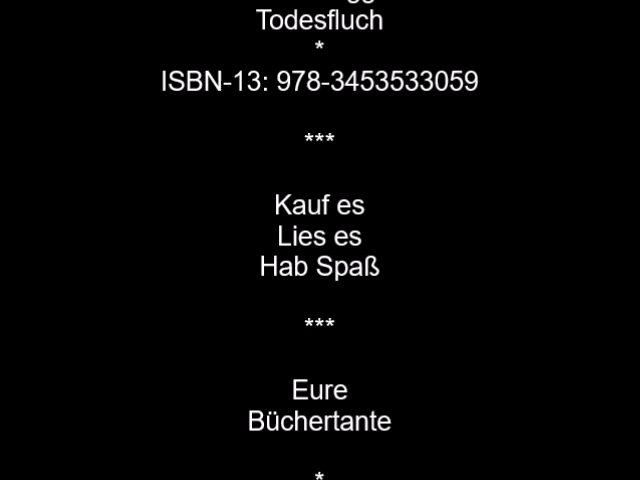 Todesfluch
*
ISBN-13: 978-3453533059
***
Kauf es
Lies es
Hab Spaß
***
Eure
Büchertante
*